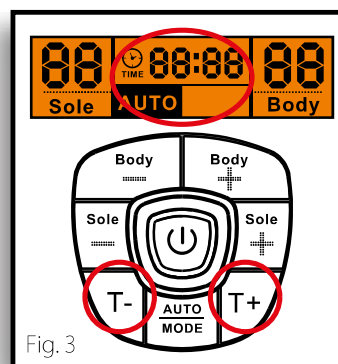 88 TIME 88:88 88
Sole AUTO Body
Body Body
Sole Sole
T- AUTO T+
MODE
Fig. 3